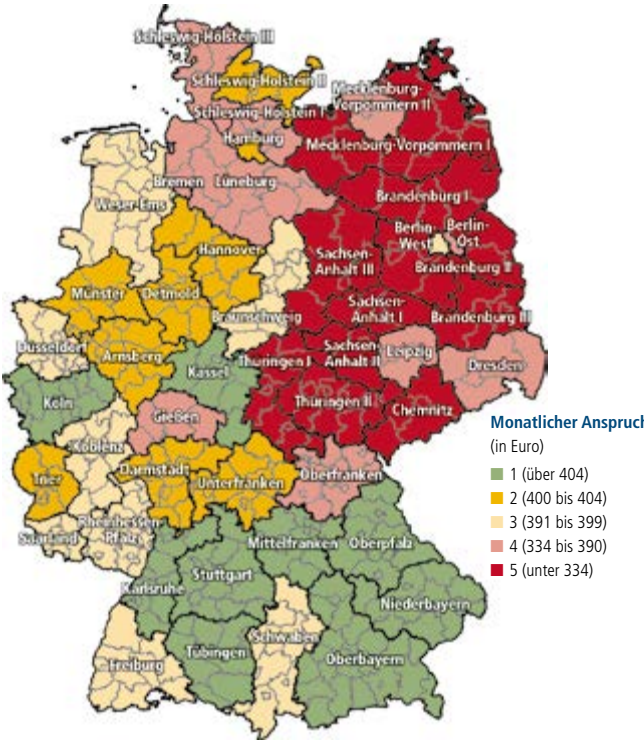 Schleswig-Holstein III
Schleswig-Holstein II
Mecklenburg-
Vorpommern II
Schleswig-Holstein I
Hamburg
Mecklenburg-Vorpommern I
Bremen
Lüneburg
Brandenburg I
Weser-Ems
Berlin-
West
Berlin-
Ost
Hannover
Sachsen-
Anhalt III
Brandenburg II
Münster
Detmold
Sachsen-
Anhalt I
Braunschweig
Brandenburg III
Düsseldorf
Arnsberg
Sachsen-
Anhalt II
Leipzig
Thüringen I
Kassel
Dresden
Köln
Thüringen II
Chemnitz
Gießen
Koblenz
Darmstadt
Oberfranken
Trier
Unterfranken
Rheinhessen-
Pfalz
Saarland
Mittelfranken
Oberpfalz
Karlsruhe
Stuttgart
Niederbayern
Schwaben
Tübingen
Oberbayern
Freiburg
Monatlicher Anspruch
(in Euro)
1 (über 404)
2 (400 bis 404)
3 (391 bis 399)
4 (334 bis 390)
5 (unter 334)